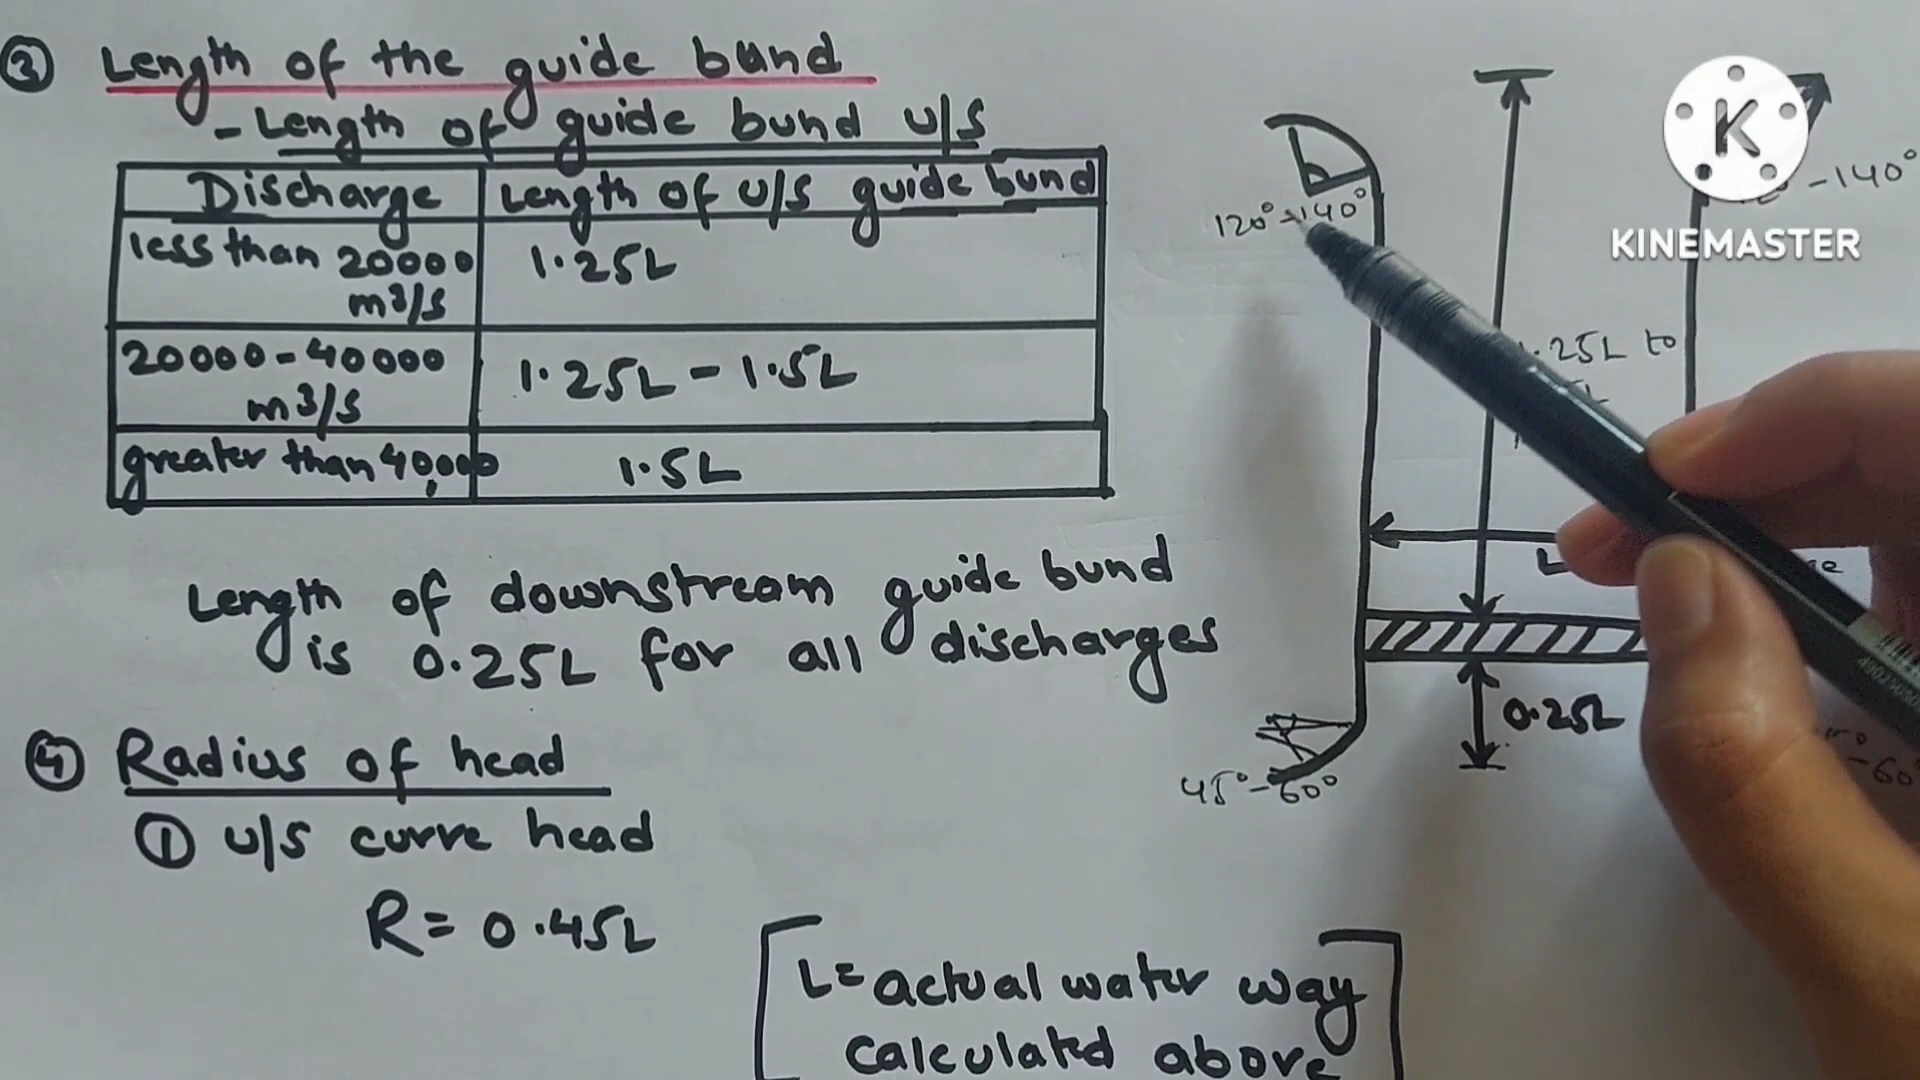 ③ Length of the guide bund
- Length of guide bund u/s
Discharge Length of u/s guide bund
less than 20000 m3/s 1.25L
20000-40000 m3/s 1.25L - 1.5L
greater than 40,000 1.5L
Length of downstream guide bund
is 0.25L for all discharges
④ Radius of head
① u/s curve head
R = 0.45L
L = actual water way
calculated above
120°-140°
-140°
.25L to
L
L
0.25L
45°-60°
-60°
K
KINEMASTER